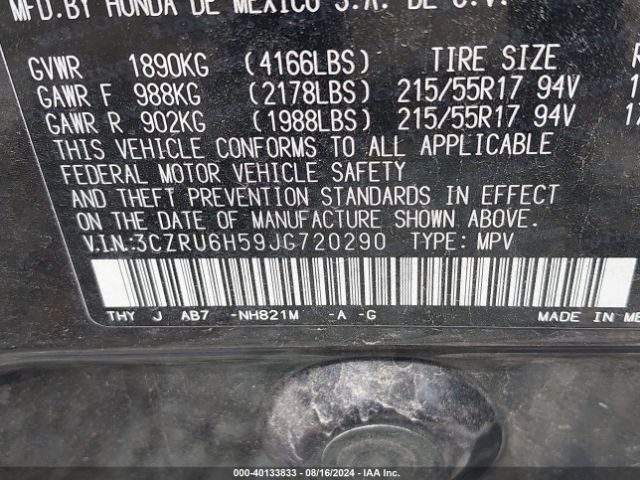 MFD.BY HONDA DE MEXICO S.A. DE C.V.
GVWR 1890KG (4166LBS) TIRE SIZE
GAWR F 988KG (2178LBS) 215/55R17 94V
GAWR R 902KG (1988LBS) 215/55R17 94V
THIS VEHICLE CONFORMS TO ALL APPLICABLE
FEDERAL MOTOR VEHICLE SAFETY
AND THEFT PREVENTION STANDARDS IN EFFECT
ON THE DATE OF MANUFACTURE SHOWN ABOVE.
V.I.N:3CZRU6H59JG720290 TYPE: MPV
THY J AB7 -NH821M -A -G MADE IN
000-40133833 - 08/16/2024 - IAA Inc.